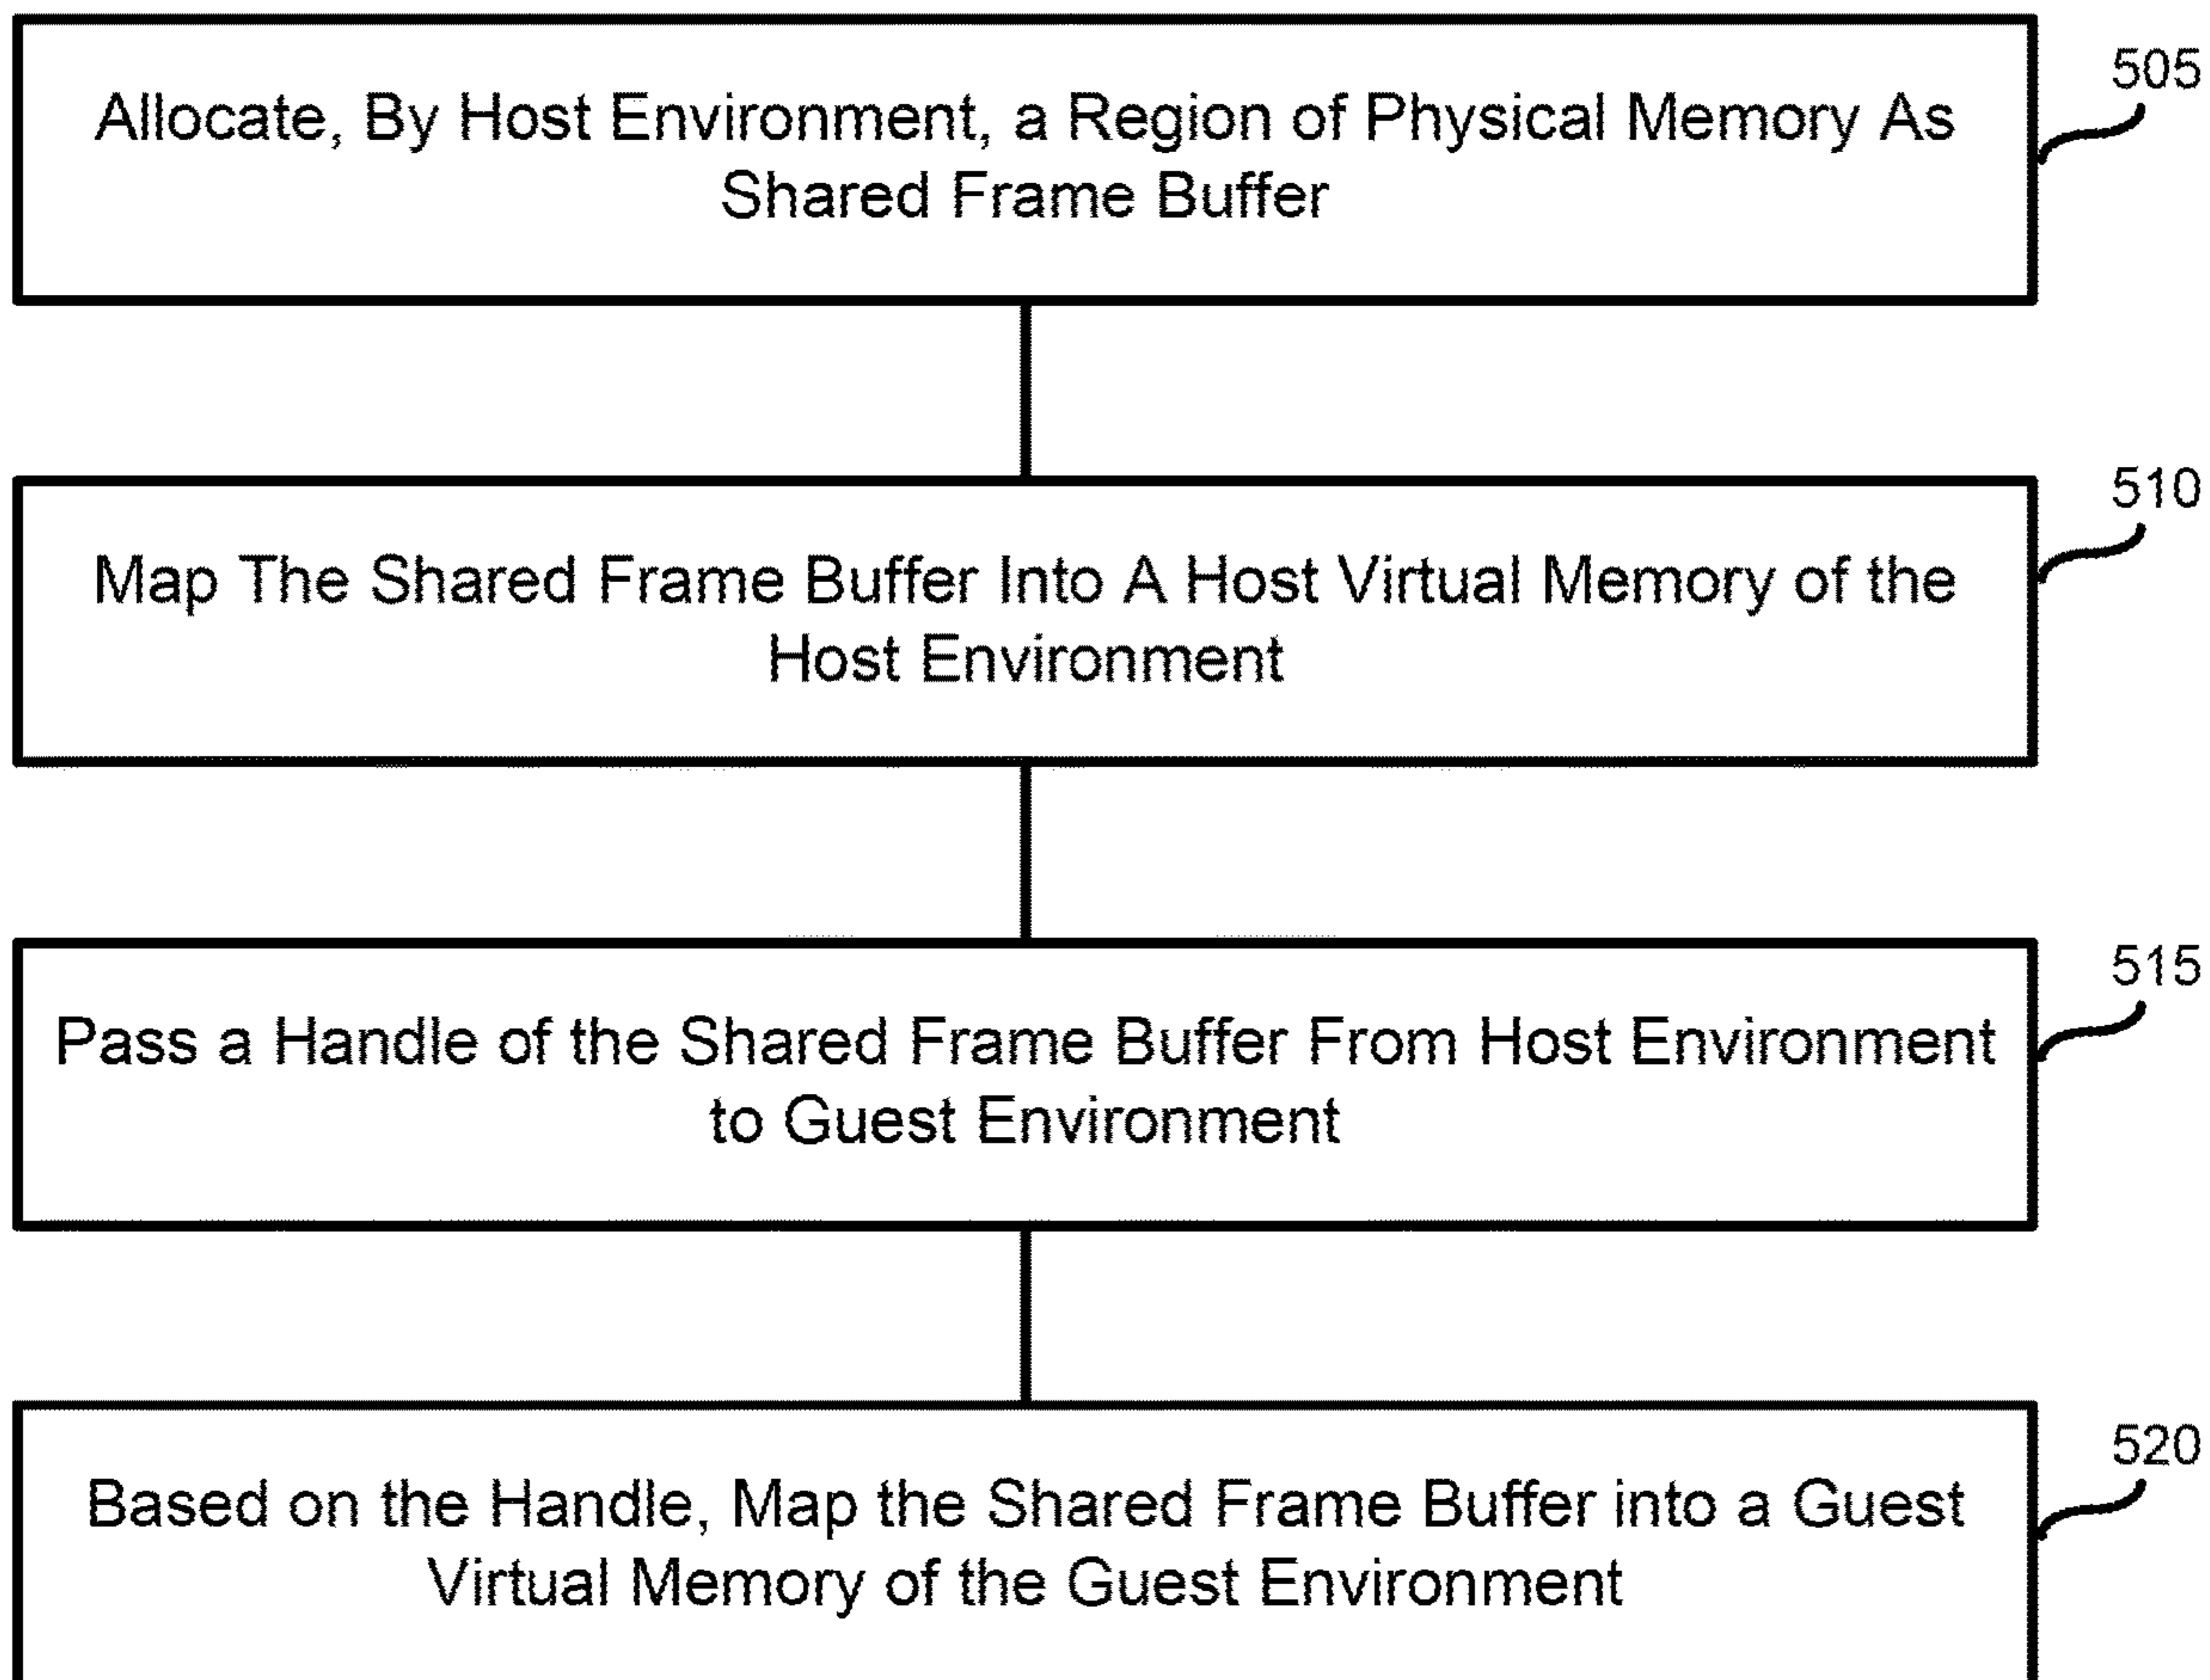 Allocate, By Host Environment, a Region of Physical Memory As
Shared Frame Buffer
505
Map The Shared Frame Buffer Into A Host Virtual Memory of the
Host Environment
510
Pass a Handle of the Shared Frame Buffer From Host Environment
to Guest Environment
515
Based on the Handle, Map the Shared Frame Buffer into a Guest
Virtual Memory of the Guest Environment
520